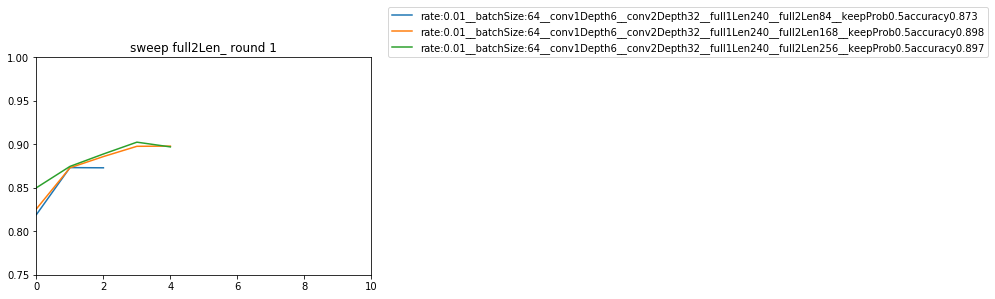 rate:0.01__batchSize:64__conv1Depth6__conv2Depth32__full1Len240__full2Len84__keepProb0.5accuracy0.873
rate:0.01__batchSize:64__conv1Depth6__conv2Depth32__full1Len240__full2Len168__keepProb0.5accuracy0.898
rate:0.01__batchSize:64__conv1Depth6__conv2Depth32__full1Len240__full2Len256__keepProb0.5accuracy0.897
sweep full2Len_ round 1
1.00
0.95
0.90
0.85
0.80
0.75
0 2 4 6 8 10